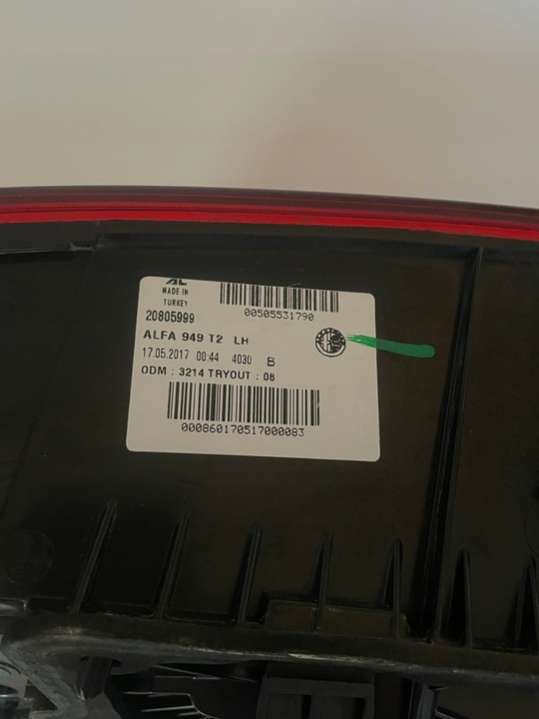 AL
MADE IN
TURKEY
00505531790
20805999
ALFA 949 T2 LH
17.05.2017 00:44 4030 B
ODM : 3214 TRYOUT : 08
000860170517000083